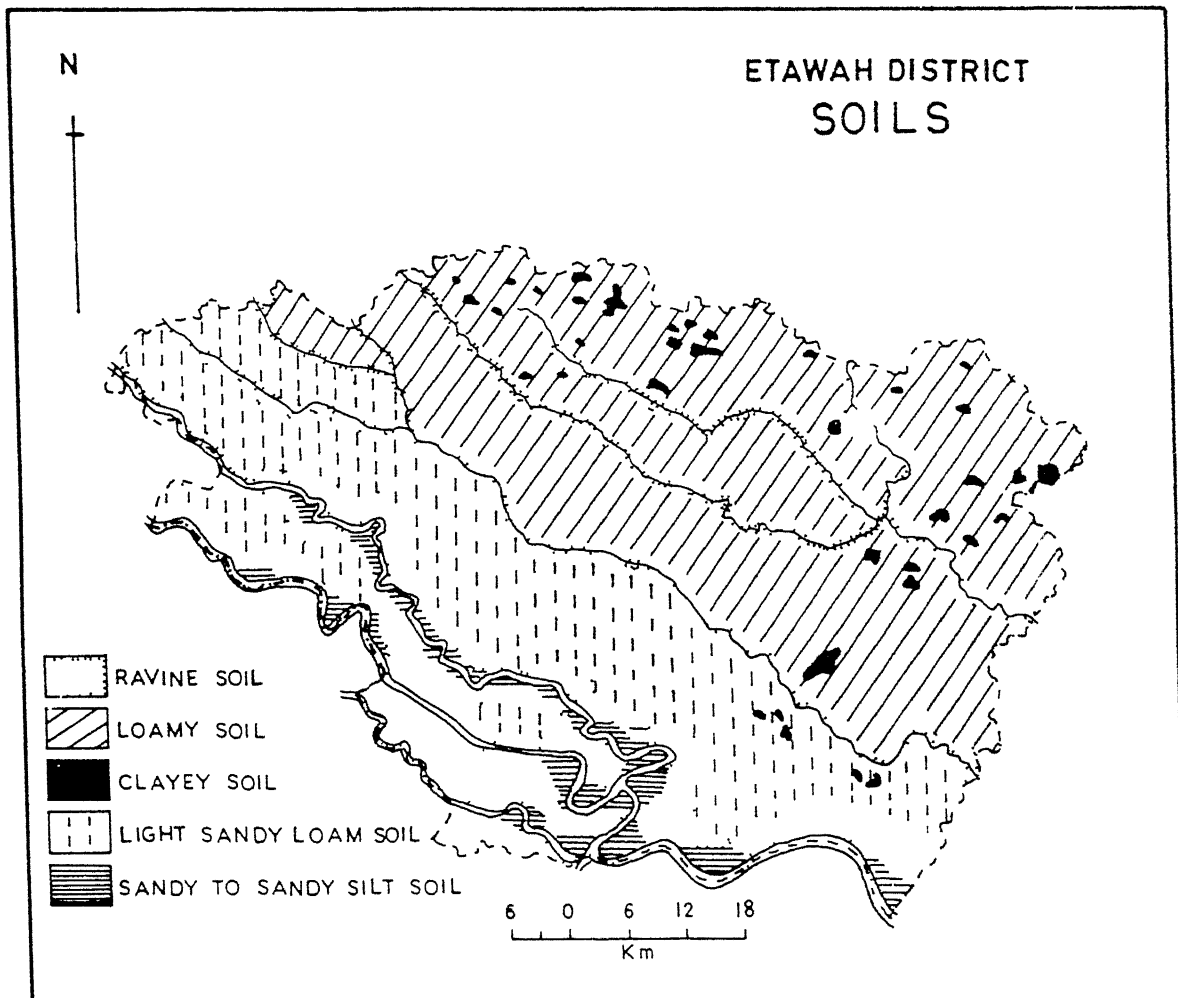 N
ETAWAH DISTRICT
SOILS
RAVINE SOIL
LOAMY SOIL
CLAYEY SOIL
LIGHT SANDY LOAM SOIL
SANDY TO SANDY SILT SOIL
6 0 6 12 18
Km